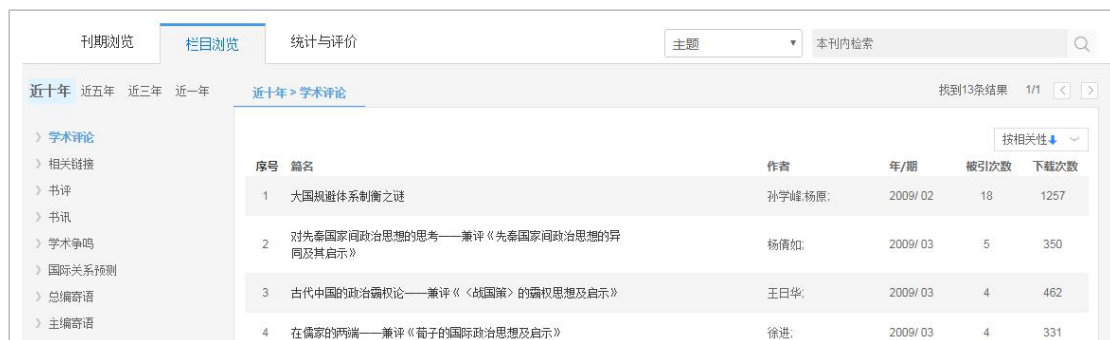 刊期浏览 栏目浏览 统计与评价 主题 本刊内检索
近十年 近五年 近三年 近一年 近十年 > 学术评论 找到13条结果 1/1
学术评论
相关链接
书评
书讯
学术争鸣
国际关系预测
总编寄语
主编寄语
按相关性
序号 篇名 作者 年/期 被引次数 下载次数
1 大国规避体系制衡之谜 孙学峰;杨原; 2009/02 18 1257
2 对先秦国家间政治思想的思考——兼评《先秦国家间政治思想的异
同及其启示》 杨倩如; 2009/03 5 350
3 古代中国的政治霸权论——兼评《〈战国策〉的霸权思想及启示》 王日华; 2009/03 4 462
4 在儒家的两端——兼评《荀子的国际政治思想及启示》 徐进; 2009/03 4 331